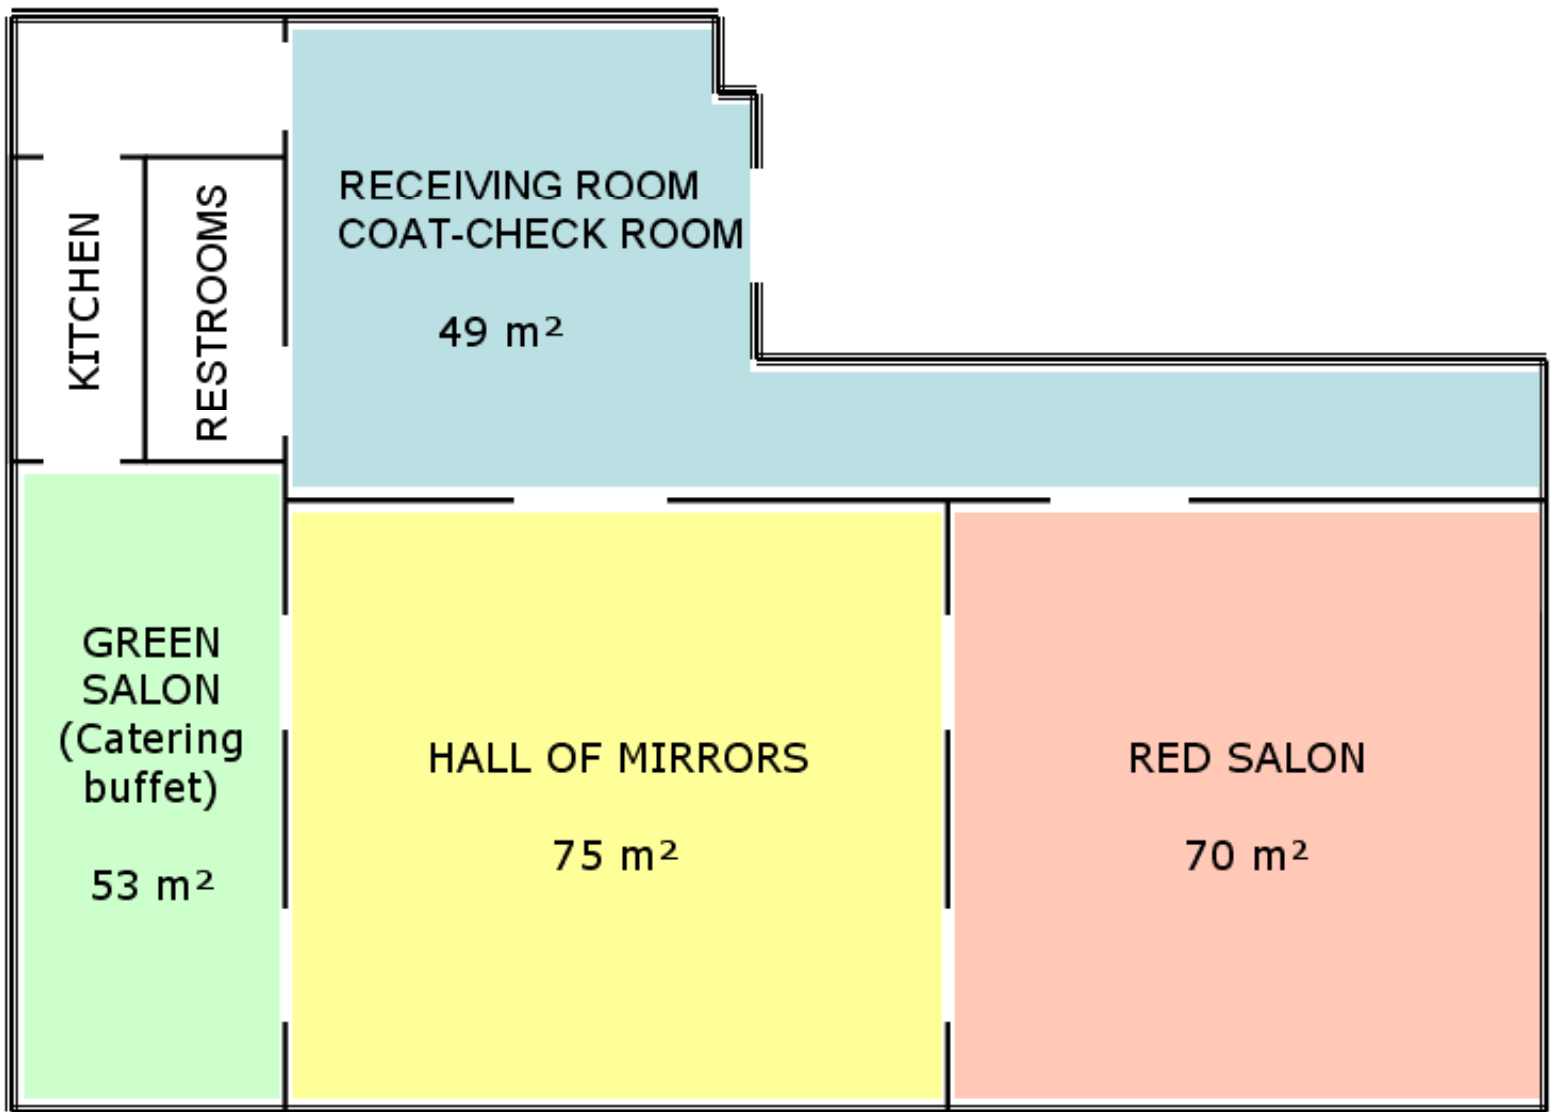 RECEIVING ROOM
COAT-CHECK ROOM
49 m²
KITCHEN
RESTROOMS
GREEN
SALON
(Catering
buffet)
53 m²
HALL OF MIRRORS
75 m²
RED SALON
70 m²